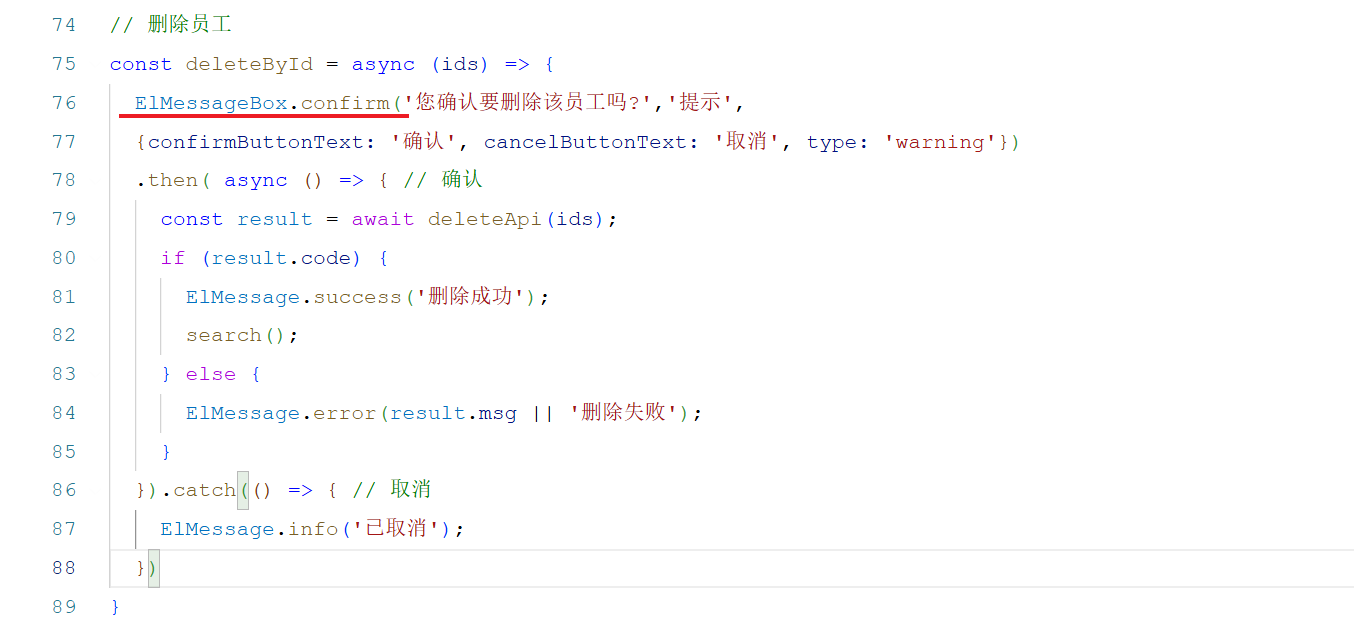 74 // 删除员工
75 const deleteById = async (ids) => {
76 ElMessageBox.confirm('您确认要删除该员工吗?','提示',
77 {confirmButtonText: '确认', cancelButtonText: '取消', type: 'warning'})
78 .then( async () => { // 确认
79 const result = await deleteApi(ids);
80 if (result.code) {
81 ElMessage.success('删除成功');
82 search();
83 } else {
84 ElMessage.error(result.msg || '删除失败');
85 }
86 }).catch(() => { // 取消
87 ElMessage.info('已取消');
88 })
89 }